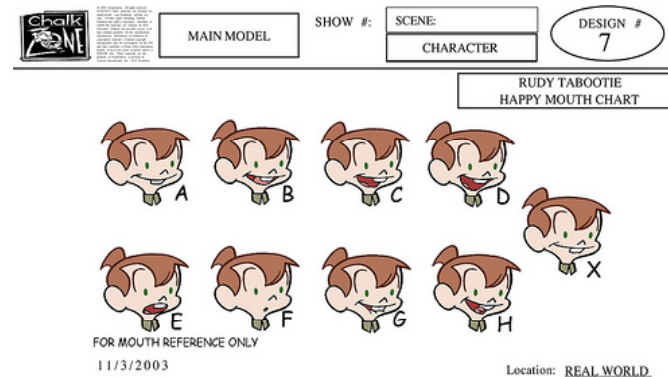 Chalk ZONE
MAIN MODEL
SHOW #:
SCENE:
CHARACTER
DESIGN #
7
RUDY TABOOTIE
HAPPY MOUTH CHART
A
B
C
D
X
E
F
G
H
FOR MOUTH REFERENCE ONLY
11/3/2003
Location: REAL WORLD